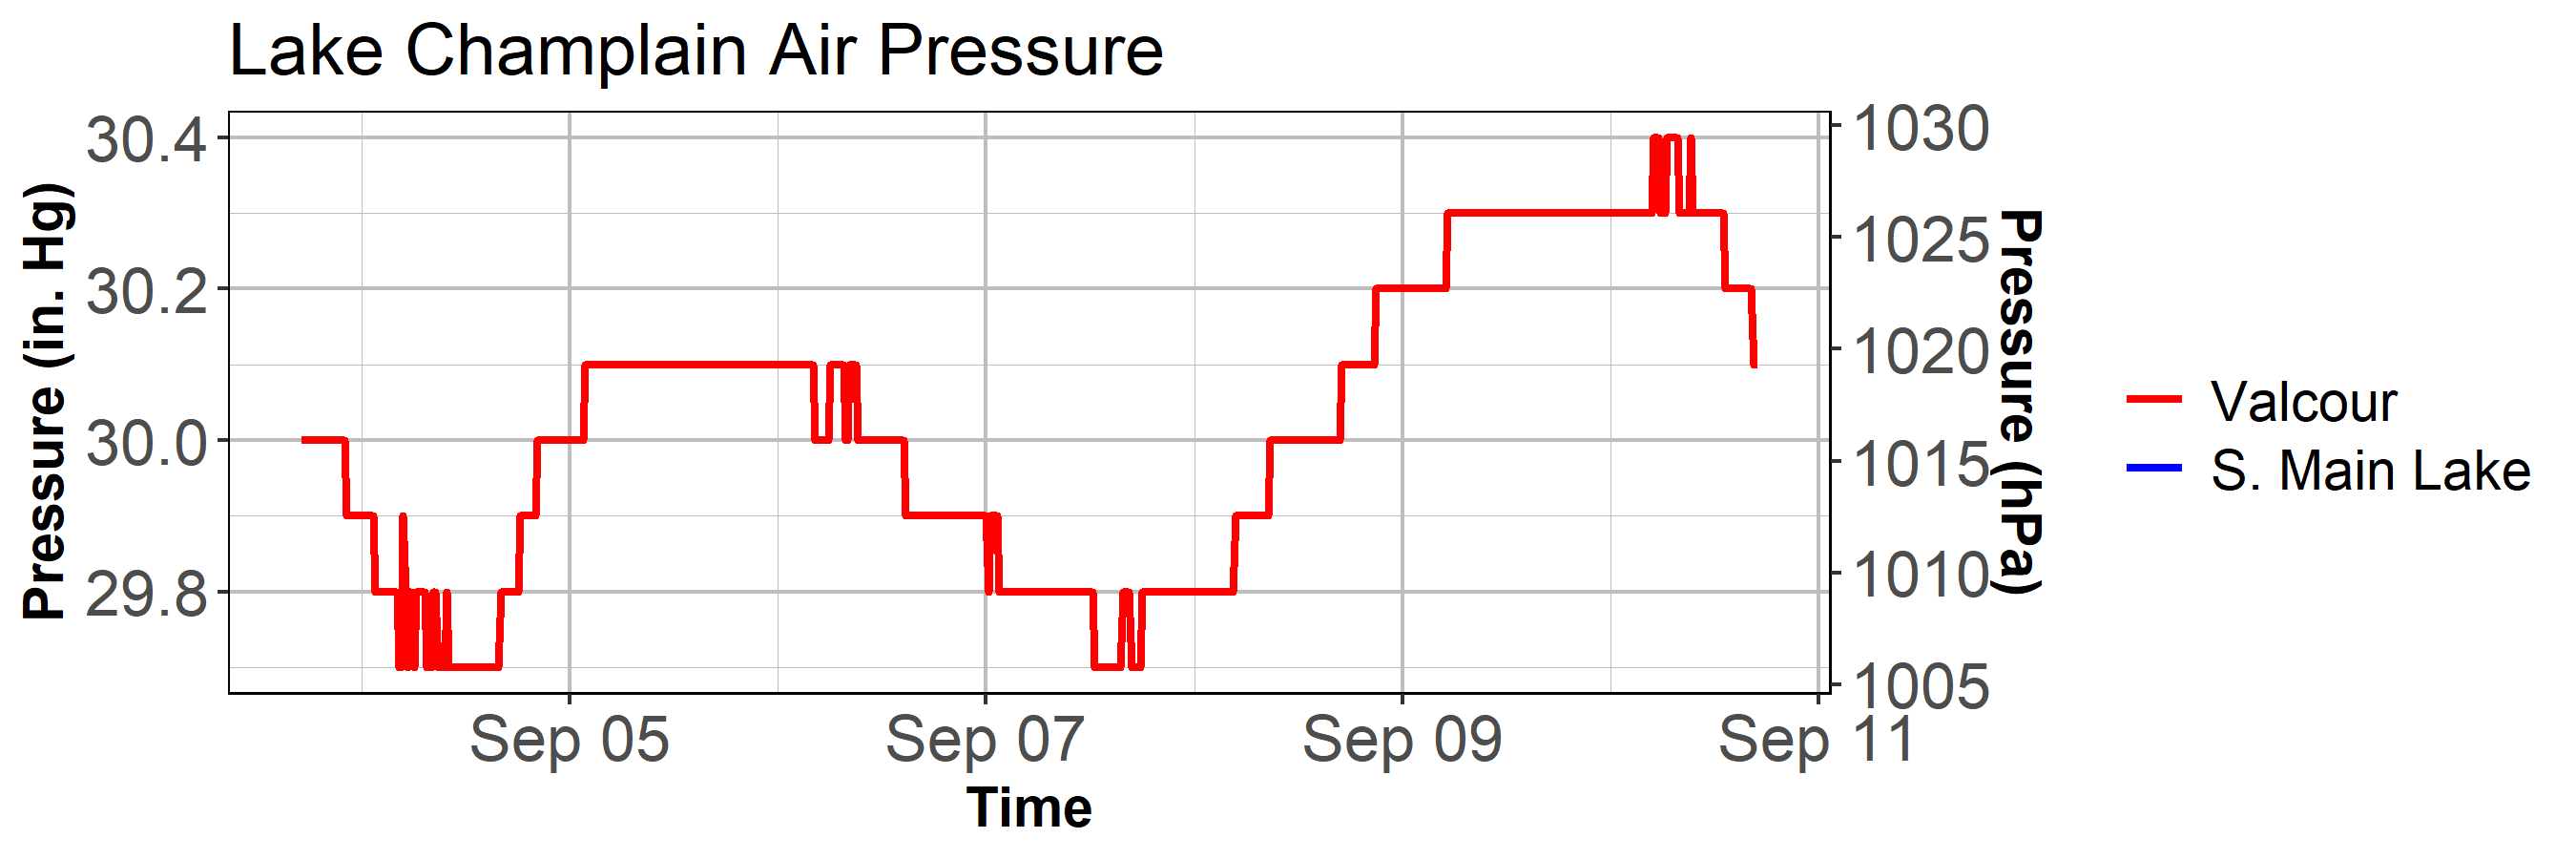 Lake Champlain Air Pressure
Pressure (in. Hg)
30.4
30.2
30.0
29.8
1030
1025
1020
1015
1010
1005
Pressure (hPa)
Sep 05
Sep 07
Sep 09
Sep 11
Time
Valcour
S. Main Lake